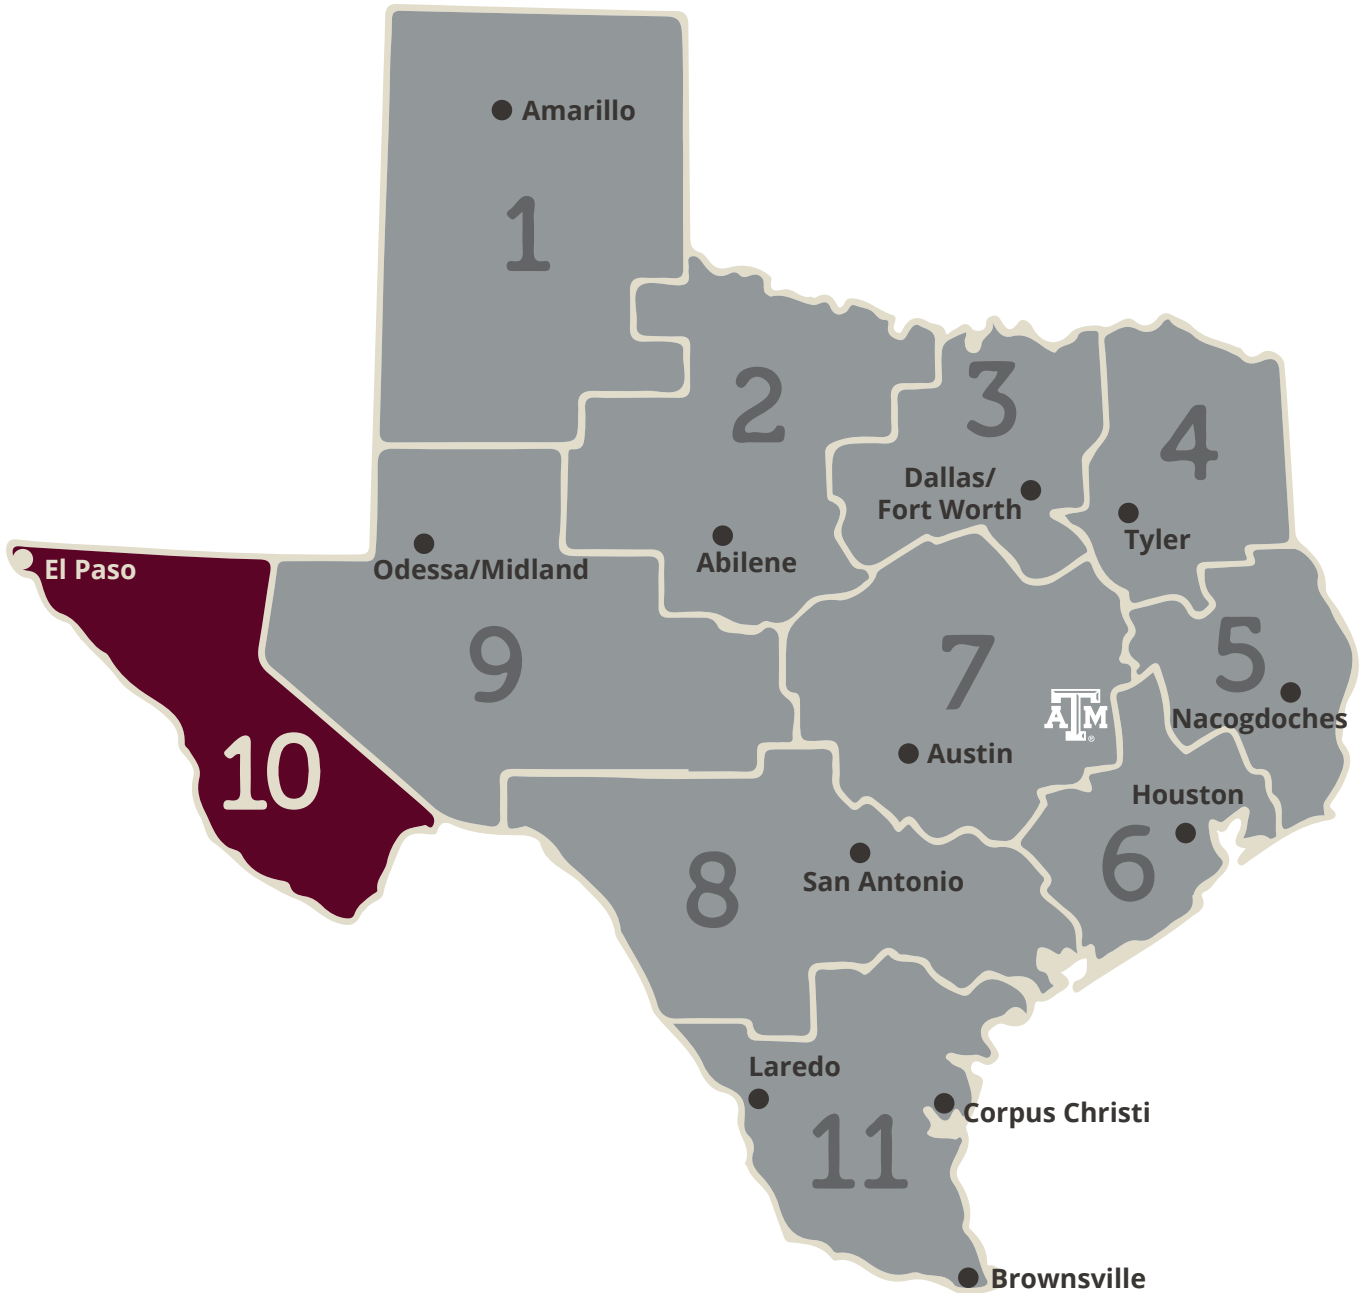 Amarillo
1
2
3
4
Dallas/
Fort Worth
Tyler
El Paso
Odessa/Midland
Abilene
9
7
5
ATM®
Nacogdoches
10
Austin
Houston
8
San Antonio
6
Laredo
Corpus Christi
11
Brownsville